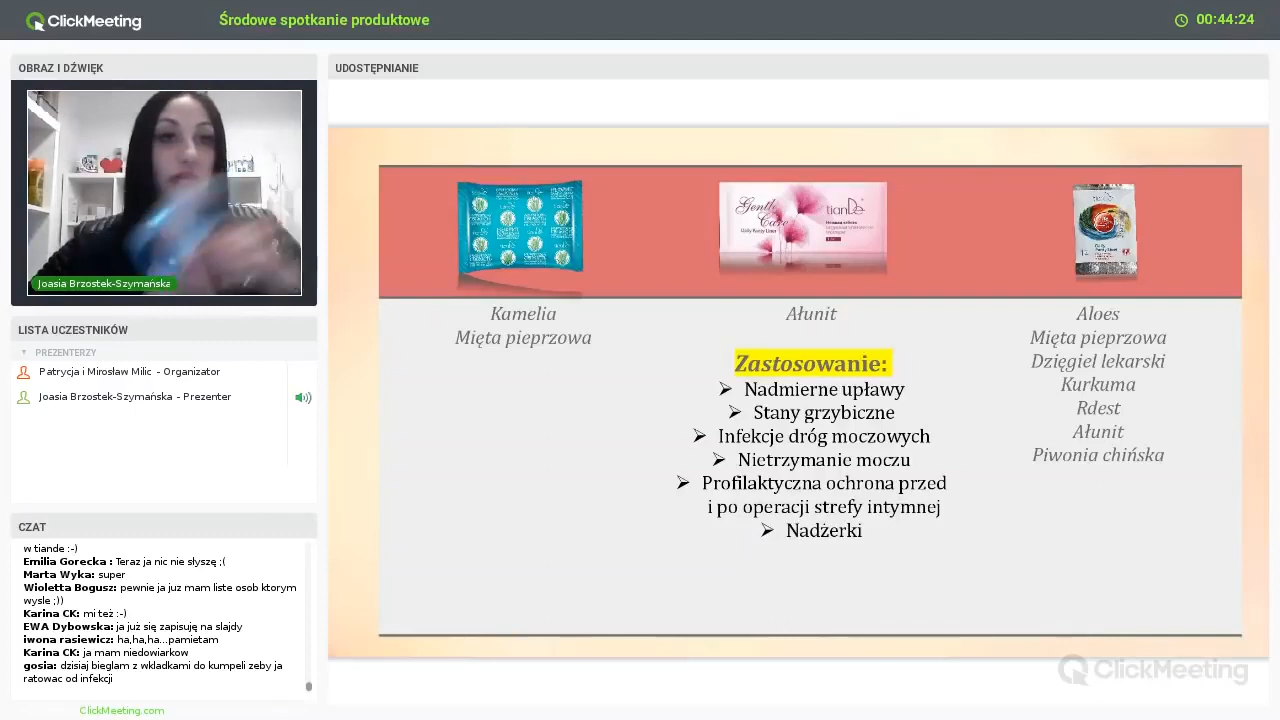 ClickMeeting
Środowe spotkanie produktowe
00:44:24
OBRAZ I DŹWIĘK
Joasia Brzostek-Szymańska
LISTA UCZESTNIKÓW
PREZENTERZY
Patrycja i Mirosław Milic - Organizator
Joasia Brzostek-Szymańska - Prezenter
CZAT
w tiande :-)
Emilia Gorecka : Teraz ja nic nie słyszę ;(
Marta Wyka: super
Wioletta Bogusz: pewnie ja juz mam liste osob ktorym
wysle ;))
Karina CK: mi też :-)
EWA Dybowska: ja już się zapisuję na slajdy
iwona rasiewicz: ha,ha,ha...pamietam
Karina CK: ja mam niedowiarkow
gosia: dzisiaj bieglam z wkladkami do kumpeli zeby ja
ratowac od infekcji
ClickMeeting.com
UDOSTĘPNIANIE
Gentle
Care
Daily Panty Liner
tianDe
Kamelia
Mięta pieprzowa
Ałunit
Zastosowanie:
➢ Nadmierne upławy
➢ Stany grzybiczne
➢ Infekcje dróg moczowych
➢ Nietrzymanie moczu
➢ Profilaktyczna ochrona przed
i po operacji strefy intymnej
➢ Nadżerki
Aloes
Mięta pieprzowa
Dzięgiel lekarski
Kurkuma
Rdest
Ałunit
Piwonia chińska
ClickMeeting